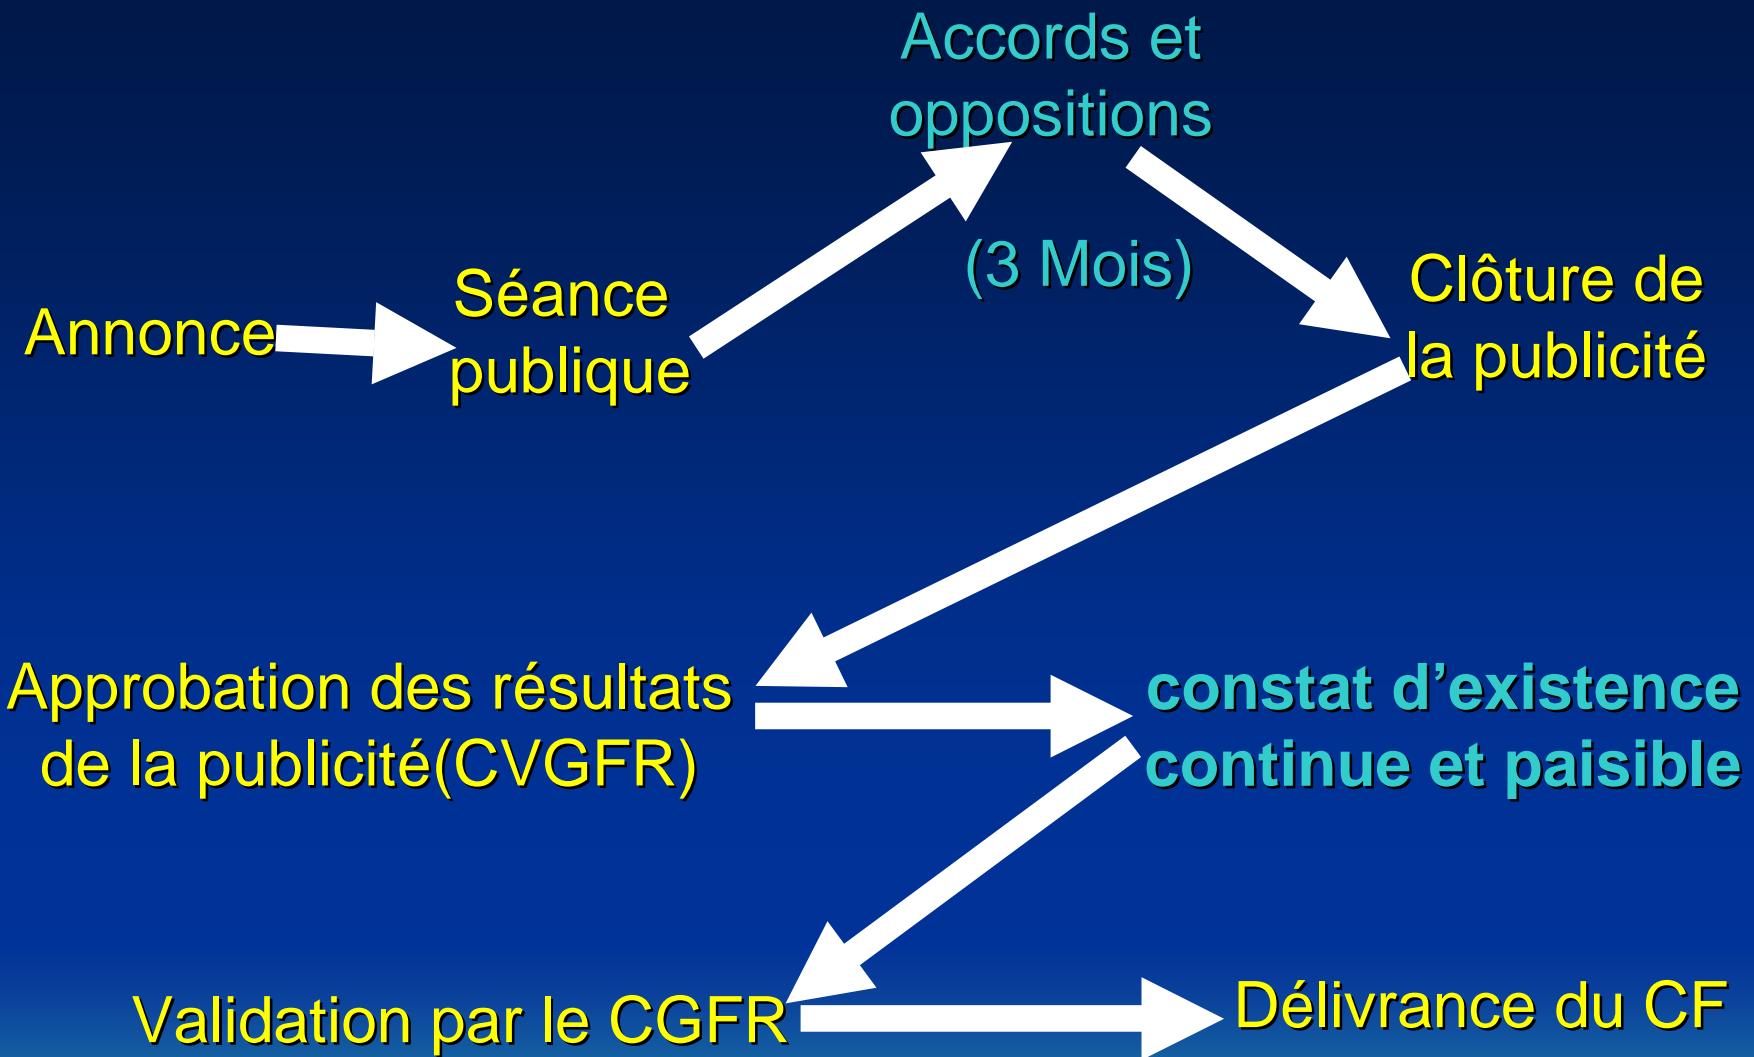 Annonce
Séance
publique
Accords et
oppositions
(3 Mois)
Clôture de
la publicité
Approbation des résultats
de la publicité(CVGFR)
constat d’existence
continue et paisible
Validation par le CGFR
Délivrance du CF